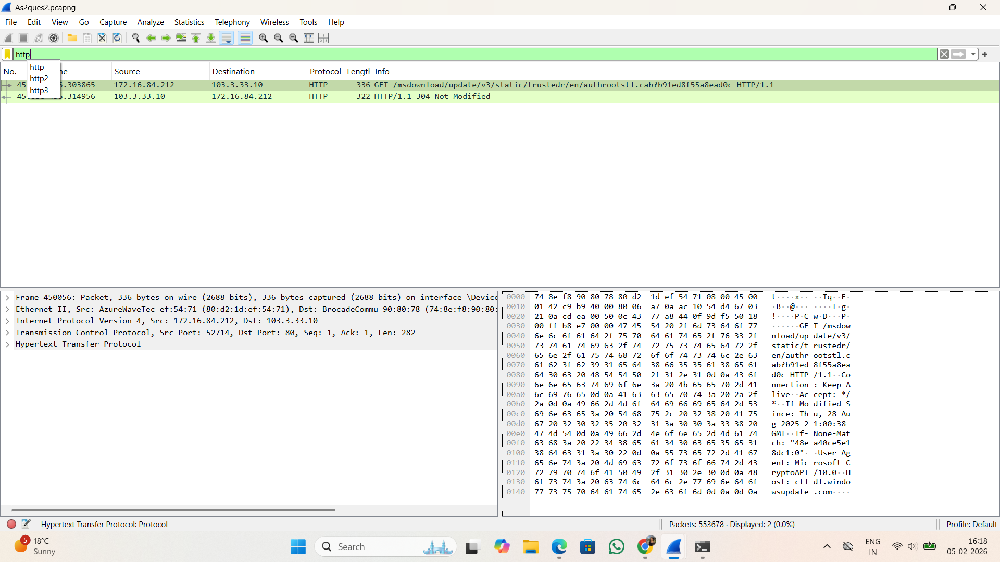 As2ques2.pcapng
File Edit View Go Capture Analyze Statistics Telephony Wireless Tools Help
http
http
http2
http3
No. Source Destination Protocol Length Info
303865 172.16.84.212 103.3.33.10 HTTP 336 GET /msdownload/update/v3/static/trustedr/en/authrootstl.cab?b91ed8f55a8ead0c HTTP/1.1
314956 103.3.33.10 172.16.84.212 HTTP 322 HTTP/1.1 304 Not Modified
Frame 450056: Packet, 336 bytes on wire (2688 bits), 336 bytes captured (2688 bits) on interface \Device
Ethernet II, Src: AzureWaveTec_ef:54:71 (80:d2:1d:ef:54:71), Dst: BrocadeCommu_90:80:78 (74:8e:f8:90:80:
Internet Protocol Version 4, Src: 172.16.84.212, Dst: 103.3.33.10
Transmission Control Protocol, Src Port: 52714, Dst Port: 80, Seq: 1, Ack: 1, Len: 282
Hypertext Transfer Protocol
0000 74 8e f8 90 80 78 80 d2 1d ef 54 71 08 00 45 00 t····x·· ··Tq··E·
0010 01 42 c9 b9 40 00 80 06 a7 0a ac 10 54 d4 67 03 ·B··@··· ····T·g·
0020 21 0a cd ea 00 50 0c 43 77 a8 44 0f 9d f5 50 18 !····P·C w·D···P·
0030 00 ff b8 e7 00 00 47 45 54 20 2f 6d 73 64 6f 77 ······GE T /msdow
0040 6e 6c 6f 61 64 2f 75 70 64 61 74 65 2f 76 33 2f nload/up date/v3/
0050 73 74 61 74 69 63 2f 74 72 75 73 74 65 64 72 2f static/t rustedr/
0060 65 6e 2f 61 75 74 68 72 6f 6f 74 73 74 6c 2e 63 en/authr ootstl.c
0070 61 62 3f 62 39 31 65 64 38 66 35 35 61 38 65 61 ab?b91ed 8f55a8ea
0080 64 30 63 20 48 54 54 50 2f 31 2e 31 0d 0a 43 6f d0c HTTP /1.1··Co
0090 6e 6e 65 63 74 69 6f 6e 3a 20 4b 65 65 70 2d 41 nnection : Keep-A
00a0 6c 69 76 65 0d 0a 41 63 63 65 70 74 3a 20 2a 2f live··Ac cept: */
00b0 2a 0d 0a 49 66 2d 4d 6f 64 69 66 69 65 64 2d 53 *··If-Mo dified-S
00c0 69 6e 63 65 3a 20 54 68 75 2c 20 32 38 20 41 75 ince: Th u, 28 Au
00d0 67 20 32 30 32 35 20 32 31 3a 30 30 3a 33 38 20 g 2025 2 1:00:38
00e0 47 4d 54 0d 0a 49 66 2d 4e 6f 6e 65 2d 4d 61 74 GMT··If- None-Mat
00f0 63 68 3a 20 22 34 38 65 61 34 30 63 65 35 65 31 ch: "48e a40ce5e1
0100 38 64 63 31 3a 30 22 0d 0a 55 73 65 72 2d 41 67 8dc1:0"· ·User-Ag
0110 65 6e 74 3a 20 4d 69 63 72 6f 73 6f 66 74 2d 43 ent: Mic rosoft-C
0120 72 79 70 74 6f 41 50 49 2f 31 30 2e 30 0d 0a 48 ryptoAPI /10.0··H
0130 6f 73 74 3a 20 63 74 6c 64 6c 2e 77 69 6e 64 6f ost: ctl dl.windo
0140 77 73 75 70 64 61 74 65 2e 63 6f 6d 0d 0a 0d 0a wsupdate .com····
Hypertext Transfer Protocol: Protocol Packets: 553678 · Displayed: 2 (0.0%) Profile: Default
5 18°C
Sunny
Search
ENG
IN
16:18
05-02-2026